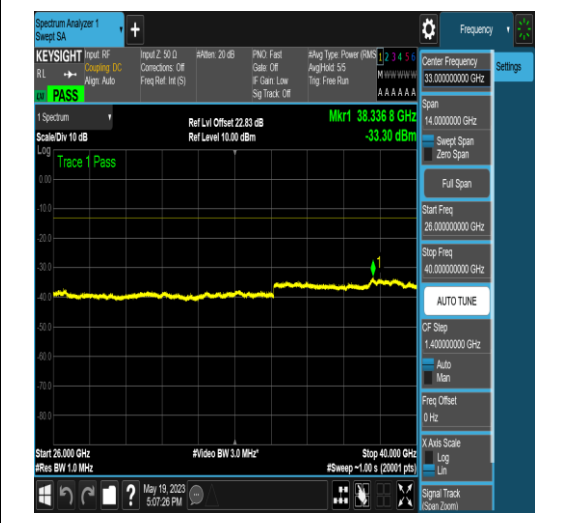 Spectrum Analyzer 1
Swept SA
+
Frequency
KEYSIGHT
RL
PASS
Input: RF
Coupling: DC
Align: Auto
Input Z: 50 Ω
Corrections: Off
Freq Ref: Int (S)
#Atten: 20 dB
PNO: Fast
Gate: Off
IF Gain: Low
Sig Track: Off
#Avg Type: Power (RMS
Avg|Hold: 5/5
Trig: Free Run
1 2 3 4 5 6
M W W W W W
A A A A A A
1 Spectrum
Scale/Div 10 dB
Ref Lvl Offset 22.83 dB
Ref Level 10.00 dBm
Mkr1 38.336 8 GHz
-33.30 dBm
Log
Trace 1 Pass
0.00
-10.0
-20.0
-30.0
-40.0
-50.0
-60.0
-70.0
-80.0
1
Start 26.000 GHz
#Res BW 1.0 MHz
#Video BW 3.0 MHz*
Stop 40.000 GHz
#Sweep ~1.00 s (20001 pts)
May 19, 2023
5:07:26 PM
?
Center Frequency
33.000000000 GHz
Settings
Span
14.0000000 GHz
Swept Span
Zero Span
Full Span
Start Freq
26.000000000 GHz
Stop Freq
40.000000000 GHz
AUTO TUNE
CF Step
1.400000000 GHz
Auto
Man
Freq Offset
0 Hz
X Axis Scale
Log
Lin
Signal Track
(Span Zoom)